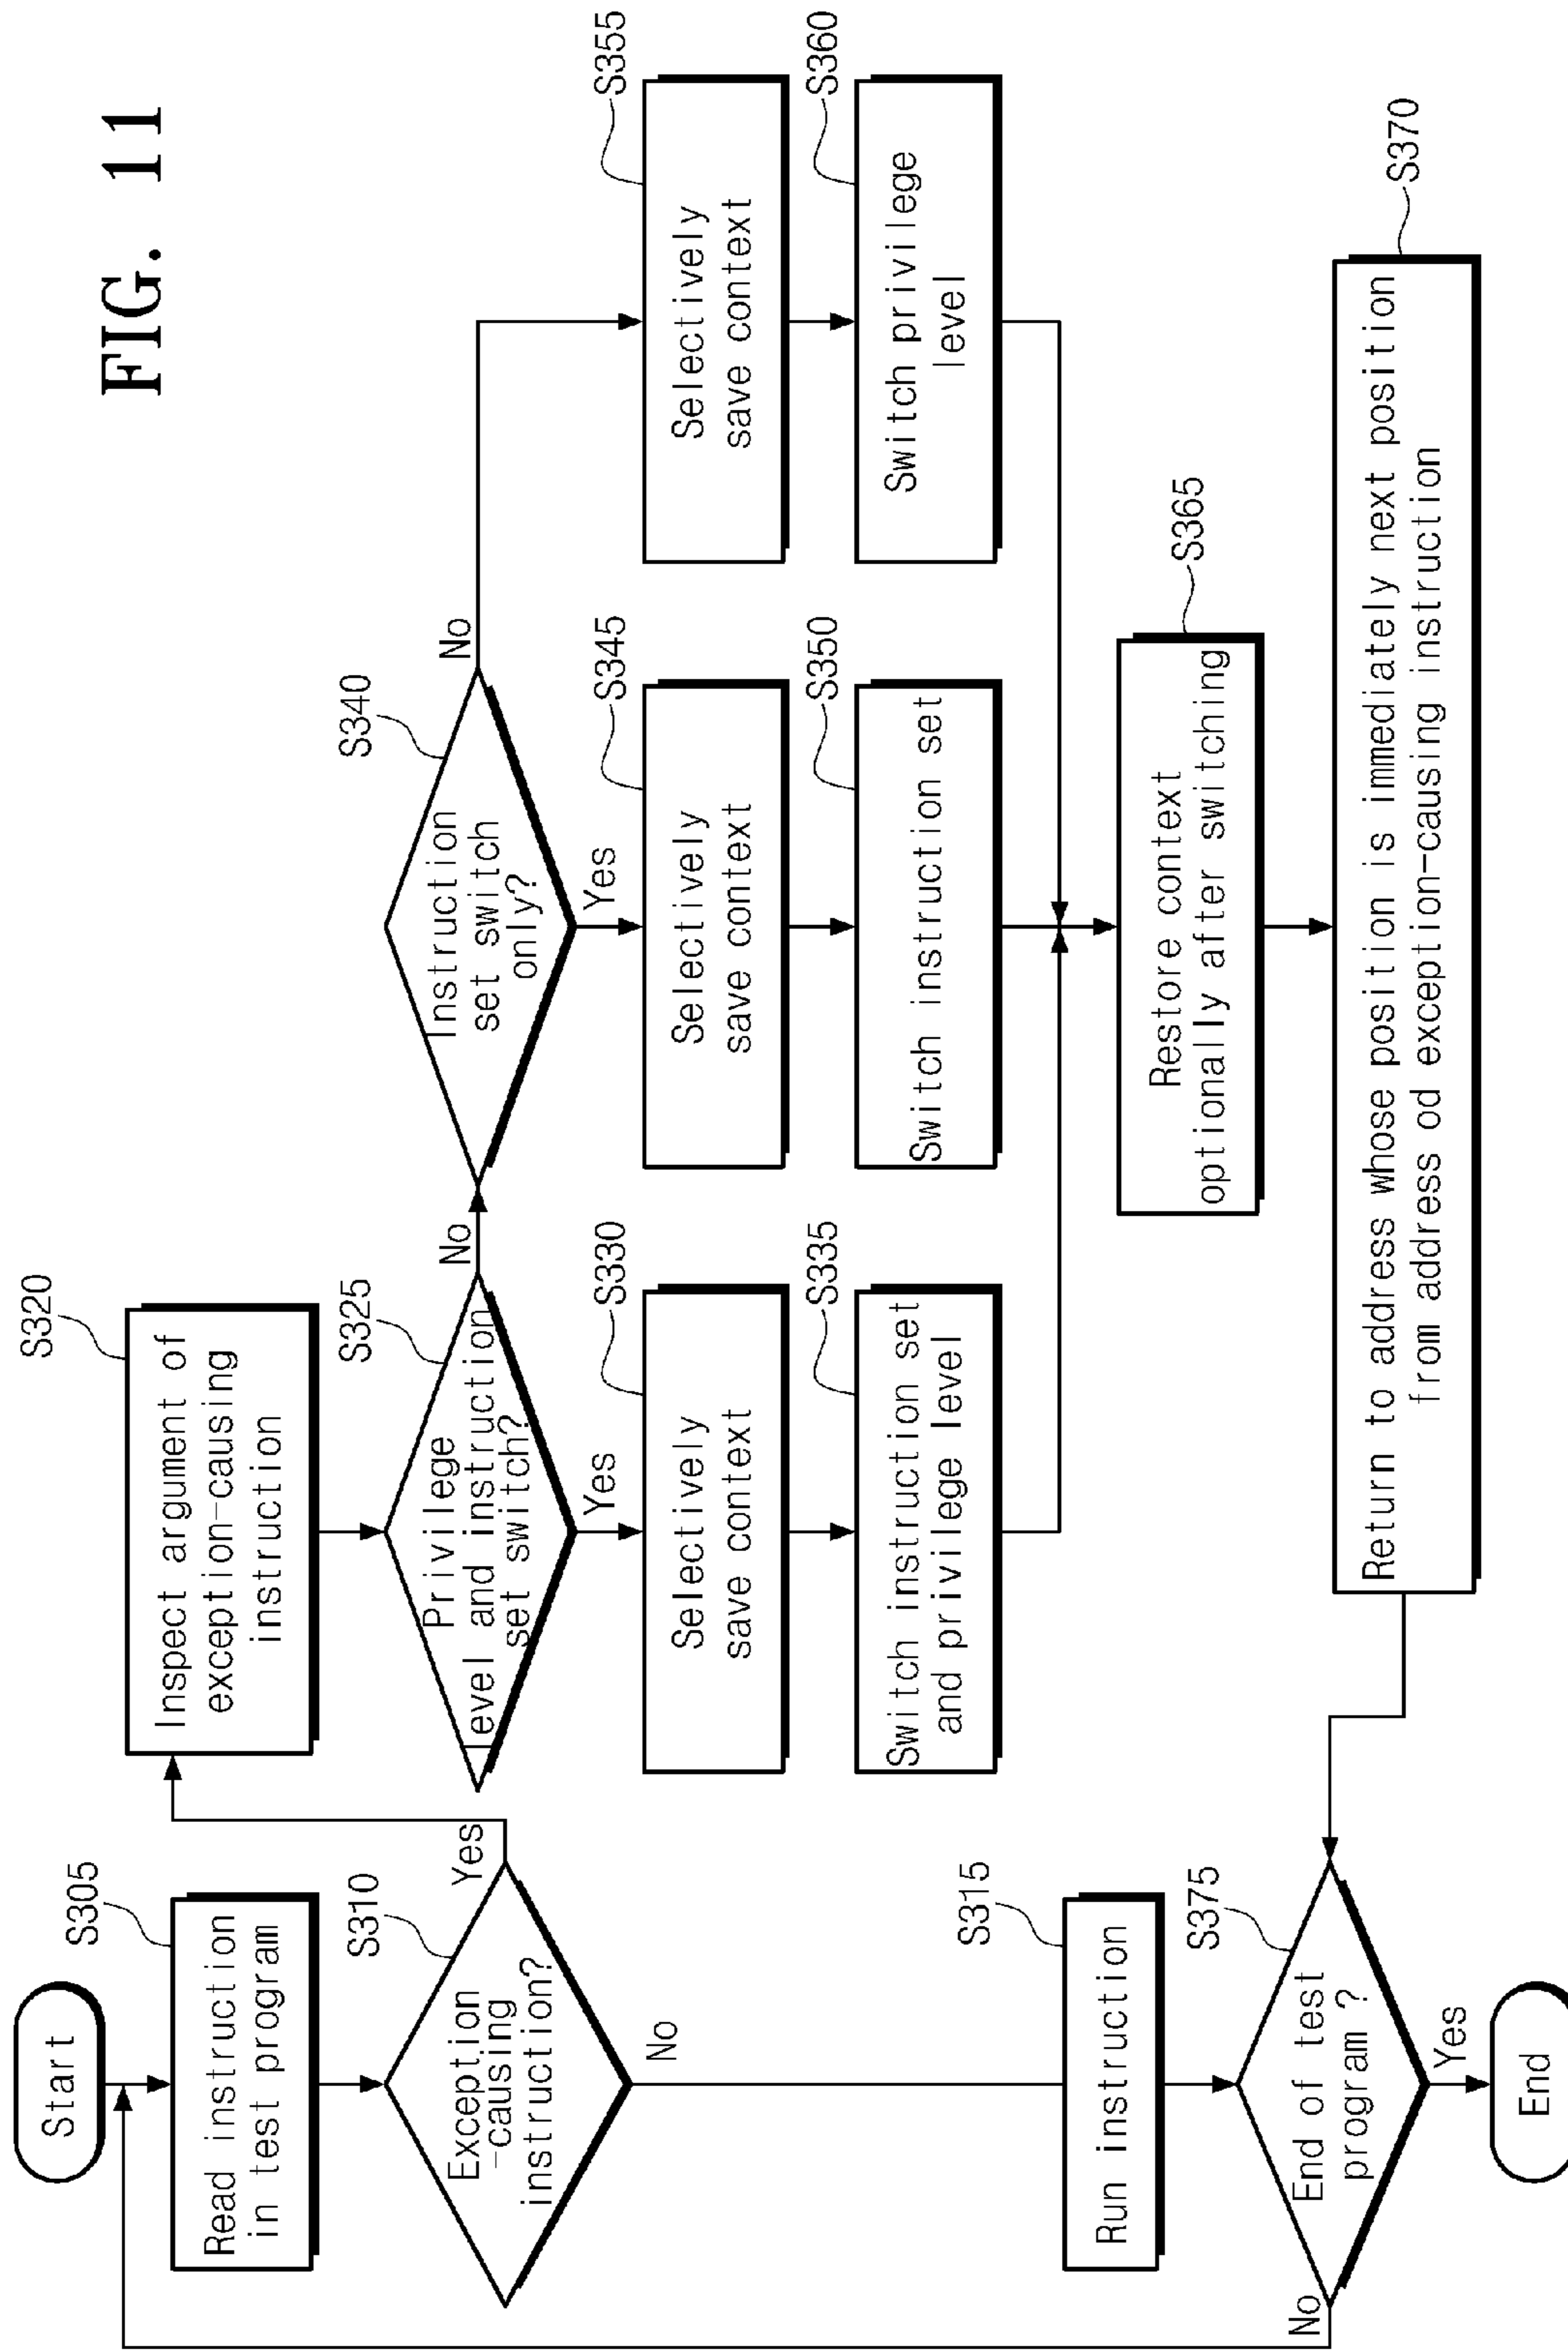 FIG. 11
Start
S305
Read instruction
in test program
S310
Exception
-causing
instruction?
Yes
No
S315
Run instruction
S320
Inspect argument of
exception-causing
instruction
S325
Privilege
level and instruction
set switch?
No
Yes
S330
Selectively
save context
S335
Switch instruction set
and privilege level
S340
Instruction
set switch
only?
No
Yes
S345
Selectively
save context
S350
Switch instruction set
S355
Selectively
save context
S360
Switch privilege
level
S365
Restore context
optionally after switching
S370
Return to address whose position is immediately next position
from address od exception-causing instruction
S375
End of test
program ?
No
Yes
End